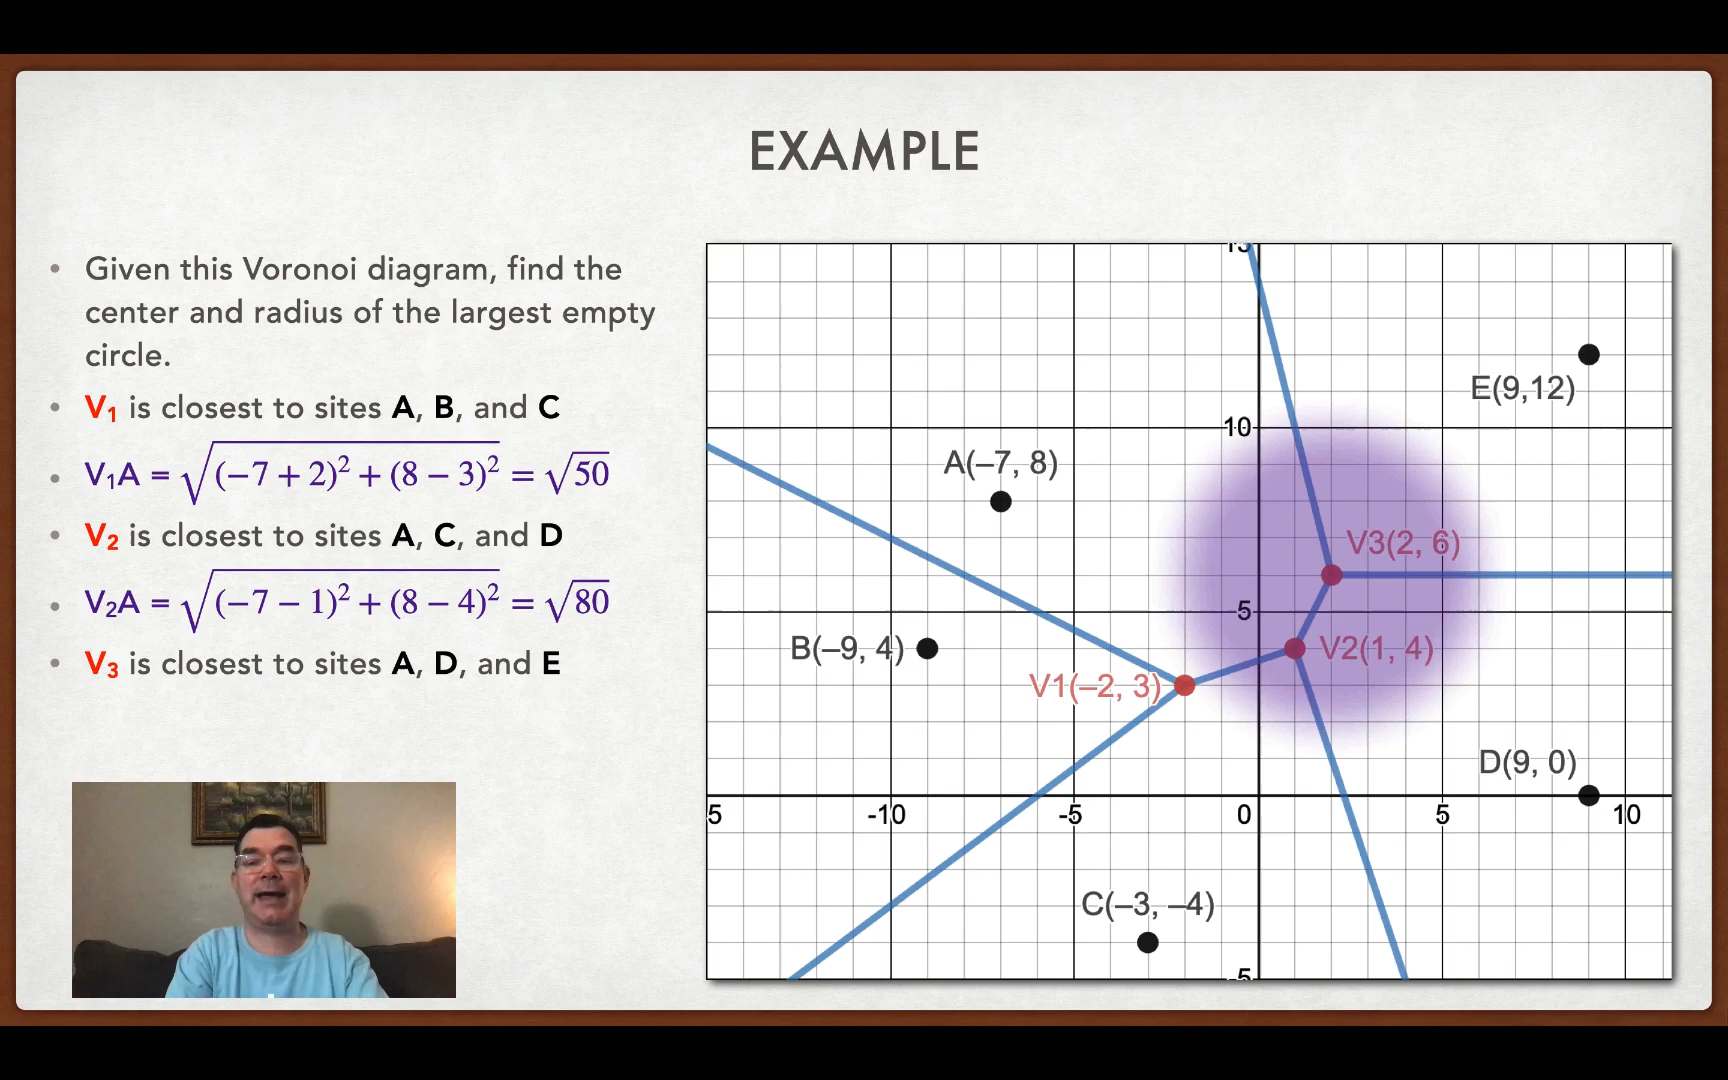 EXAMPLE
• Given this Voronoi diagram, find the
center and radius of the largest empty
circle.
• V₁ is closest to sites A, B, and C
• V₁A = √((−7 + 2)² + (8 − 3)²) = √50
• V₂ is closest to sites A, C, and D
• V₂A = √((−7 − 1)² + (8 − 4)²) = √80
• V₃ is closest to sites A, D, and E
E(9,12)
10
A(–7, 8)
V3(2, 6)
5
B(–9, 4)
V2(1, 4)
V1(–2, 3)
D(9, 0)
5 -10 -5 0 5 10
C(–3, –4)
-5